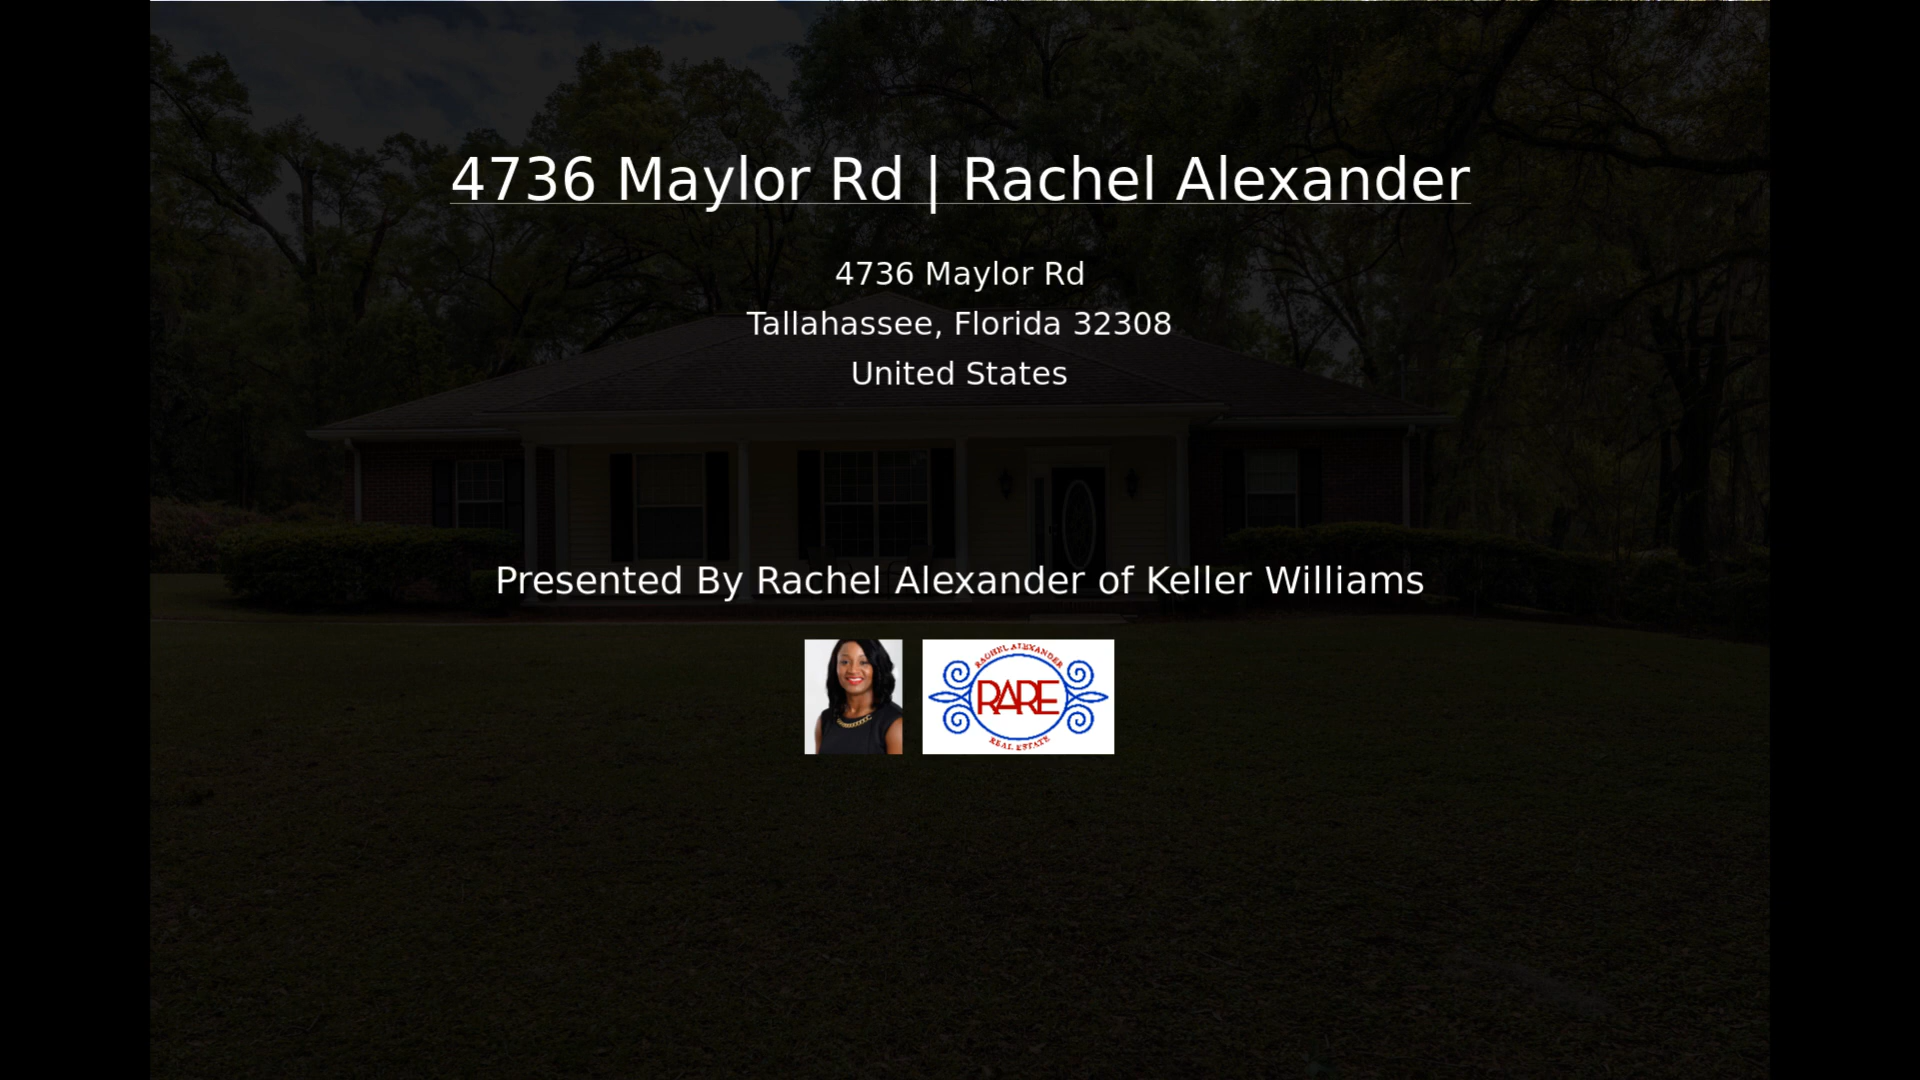 4736 Maylor Rd | Rachel Alexander
4736 Maylor Rd
Tallahassee, Florida 32308
United States
Presented By Rachel Alexander of Keller Williams
RACHEL ALEXANDER
RARE
REAL ESTATE